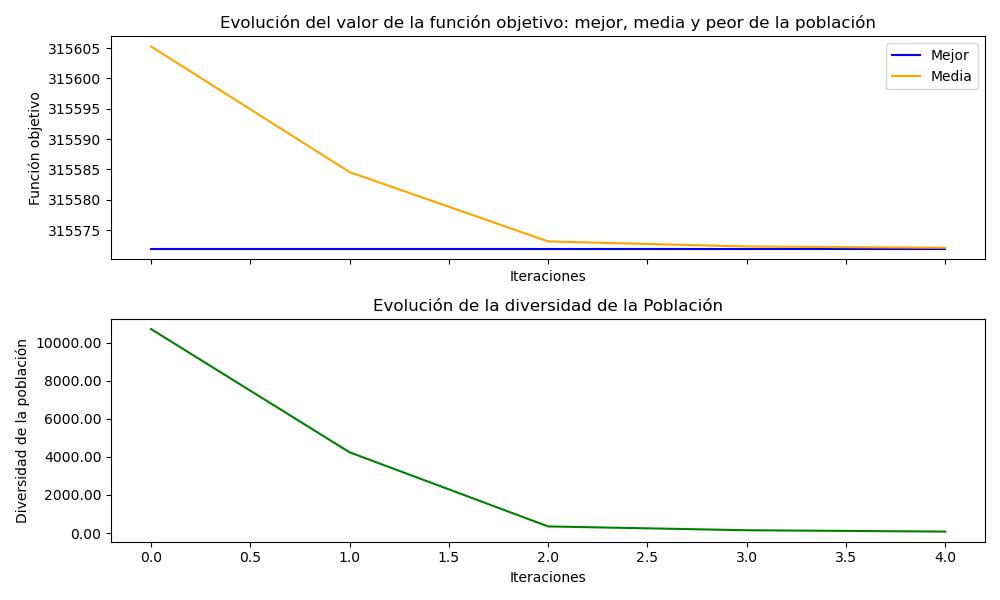 Evolución del valor de la función objetivo: mejor, media y peor de la población
315605
315600
315595
315590
315585
315580
315575
Función objetivo
Mejor
Media
Iteraciones
Evolución de la diversidad de la Población
10000.00
8000.00
6000.00
4000.00
2000.00
0.00
Diversidad de la población
0.0 0.5 1.0 1.5 2.0 2.5 3.0 3.5 4.0
Iteraciones